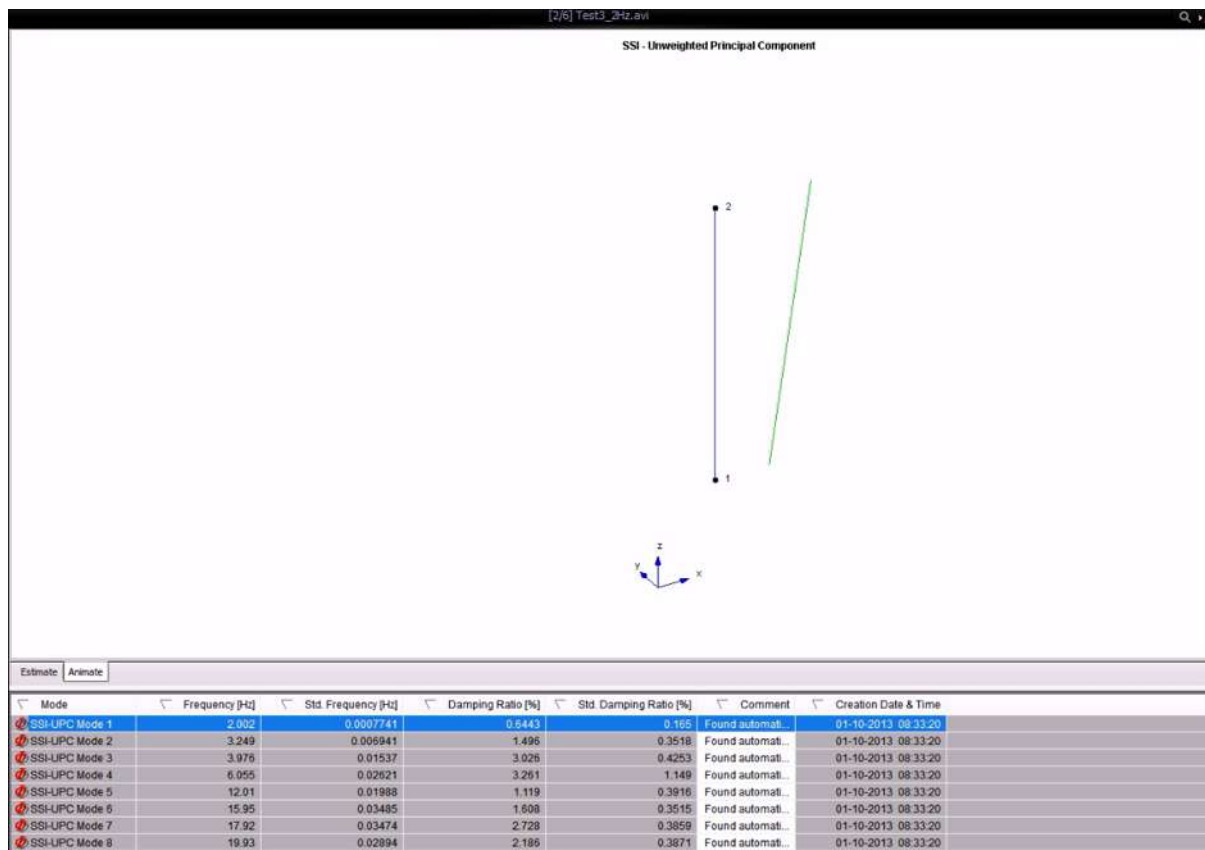 [2/6] Test3_2Hz.avi
SSI - Unweighted Principal Component
2
1
z
y
x
Estimate Animate
Mode Frequency [Hz] Std. Frequency [Hz] Damping Ratio [%] Std. Damping Ratio [%] Comment Creation Date & Time
SSI-UPC Mode 1 2.002 0.0007741 0.6443 0.165 Found automati... 01-10-2013 08:33:20
SSI-UPC Mode 2 3.249 0.006941 1.496 0.3518 Found automati... 01-10-2013 08:33:20
SSI-UPC Mode 3 3.976 0.01537 3.026 0.4253 Found automati... 01-10-2013 08:33:20
SSI-UPC Mode 4 6.055 0.02621 3.261 1.149 Found automati... 01-10-2013 08:33:20
SSI-UPC Mode 5 12.01 0.01988 1.119 0.3916 Found automati... 01-10-2013 08:33:20
SSI-UPC Mode 6 15.95 0.03485 1.608 0.3515 Found automati... 01-10-2013 08:33:20
SSI-UPC Mode 7 17.92 0.03474 2.728 0.3859 Found automati... 01-10-2013 08:33:20
SSI-UPC Mode 8 19.93 0.02894 2.186 0.3871 Found automati... 01-10-2013 08:33:20